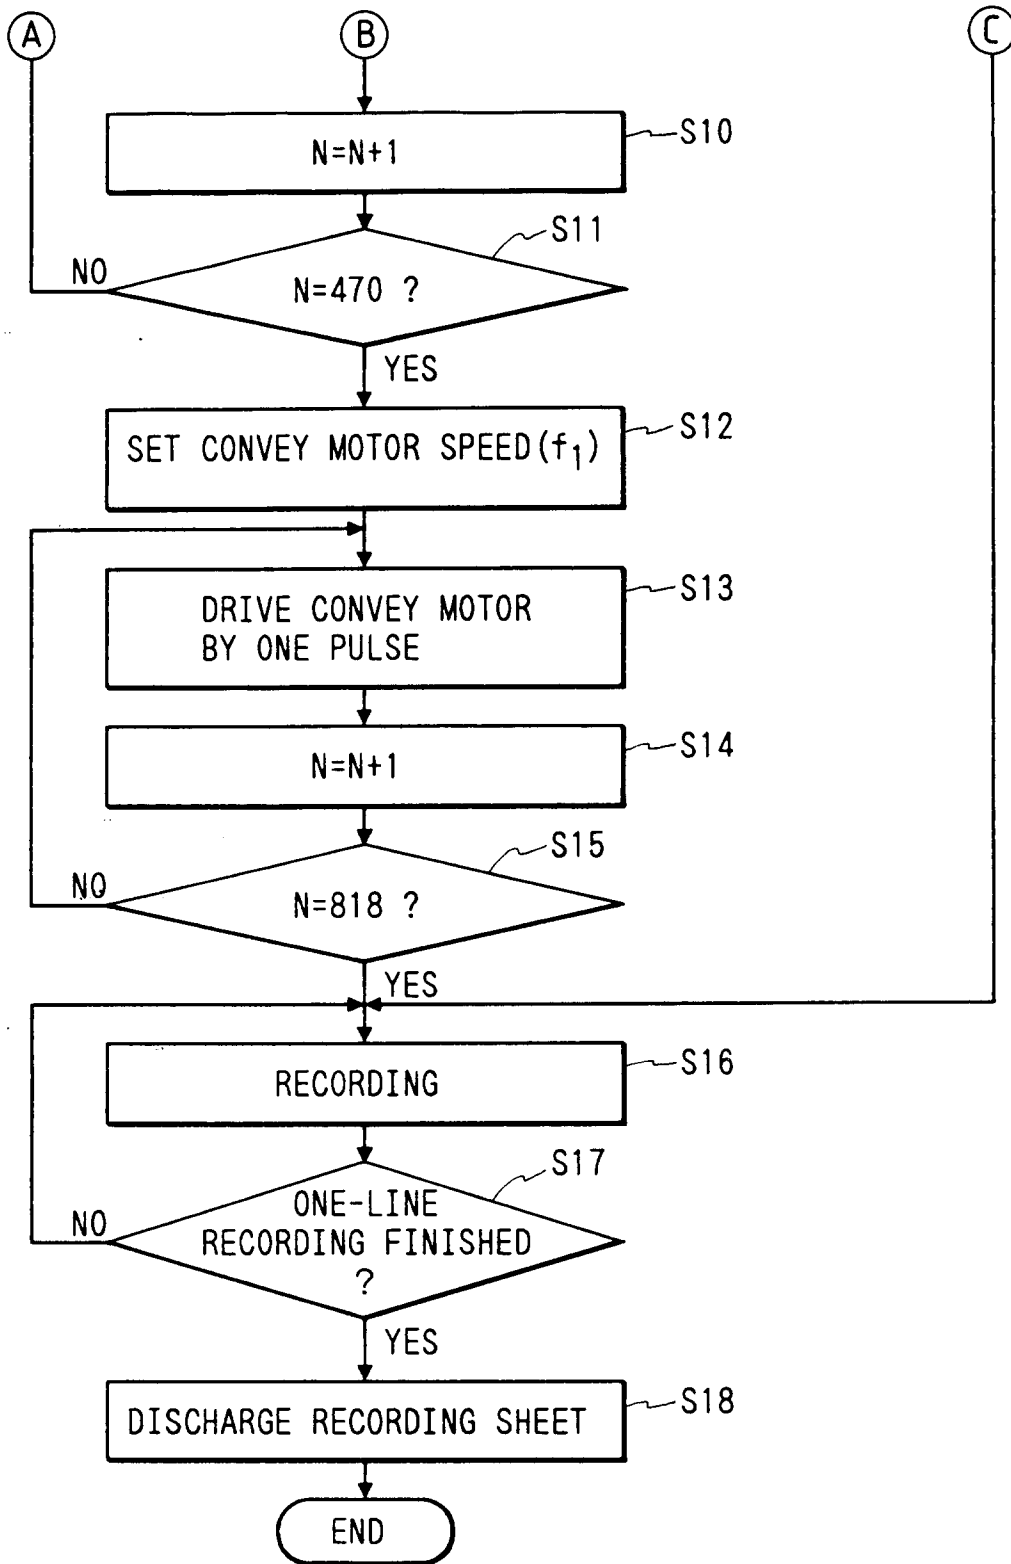 A
B
C
N=N+1
S10
S11
NO
N=470 ?
YES
SET CONVEY MOTOR SPEED(f1)
S12
DRIVE CONVEY MOTOR
BY ONE PULSE
S13
N=N+1
S14
S15
NO
N=818 ?
YES
RECORDING
S16
S17
ONE-LINE
NO
RECORDING FINISHED
?
YES
DISCHARGE RECORDING SHEET
S18
END